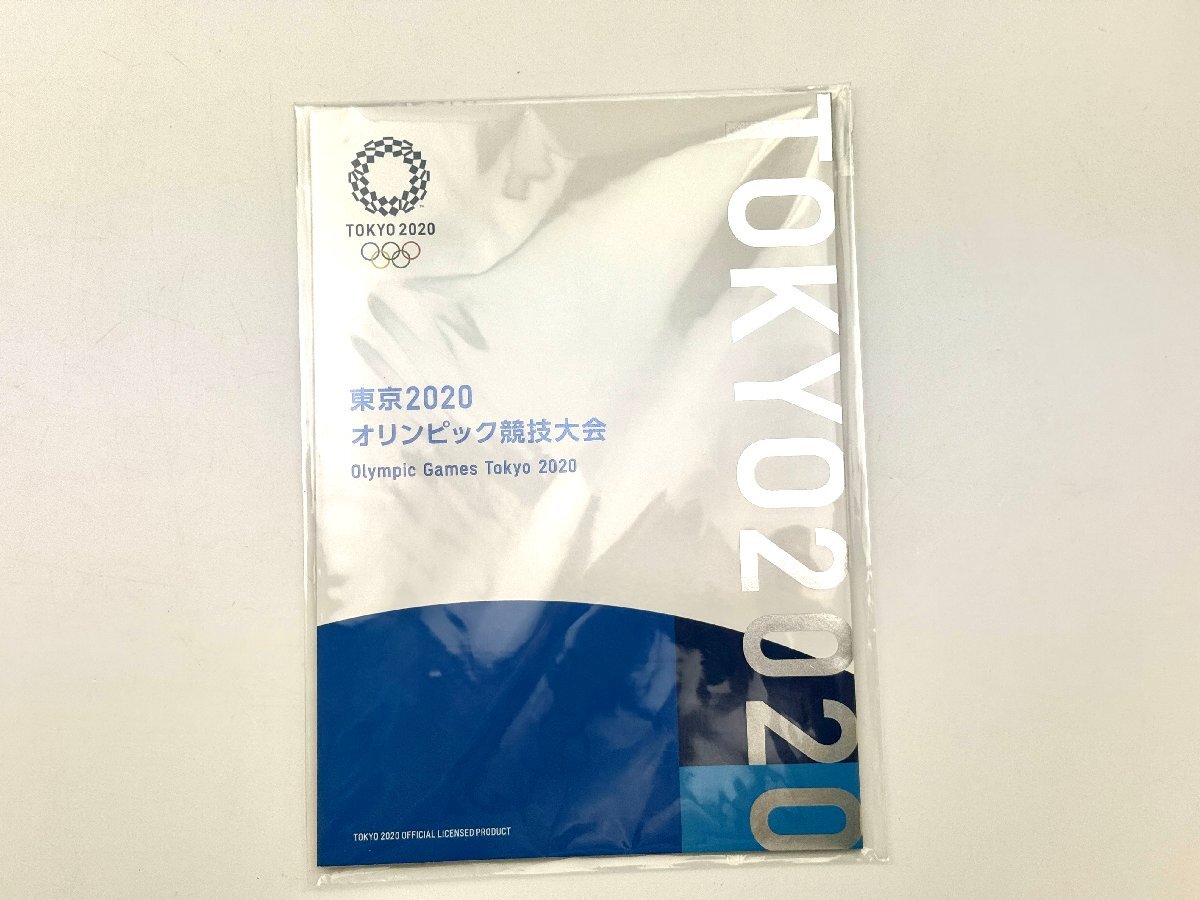 TOKYO 2020
東京2020
オリンピック競技大会
Olympic Games Tokyo 2020
TOKYO2020
TOKYO 2020 OFFICIAL LICENSED PRODUCT